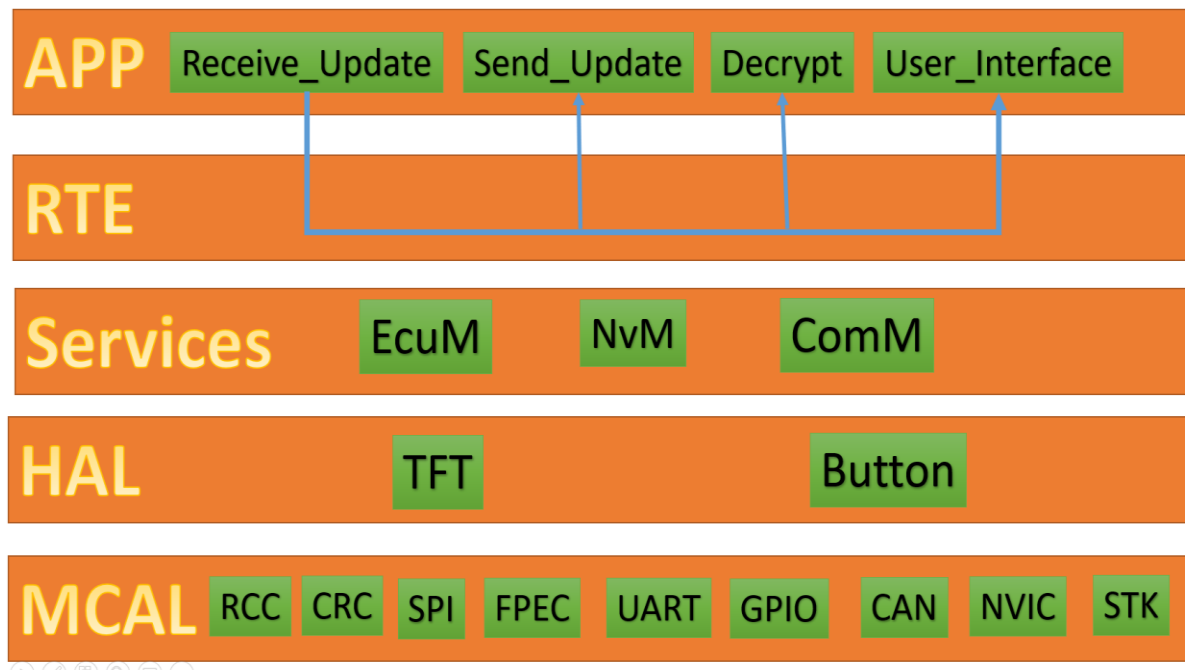 APP Receive_Update Send_Update Decrypt User_Interface
RTE
Services EcuM NvM ComM
HAL TFT Button
MCAL RCC CRC SPI FPEC UART GPIO CAN NVIC STK